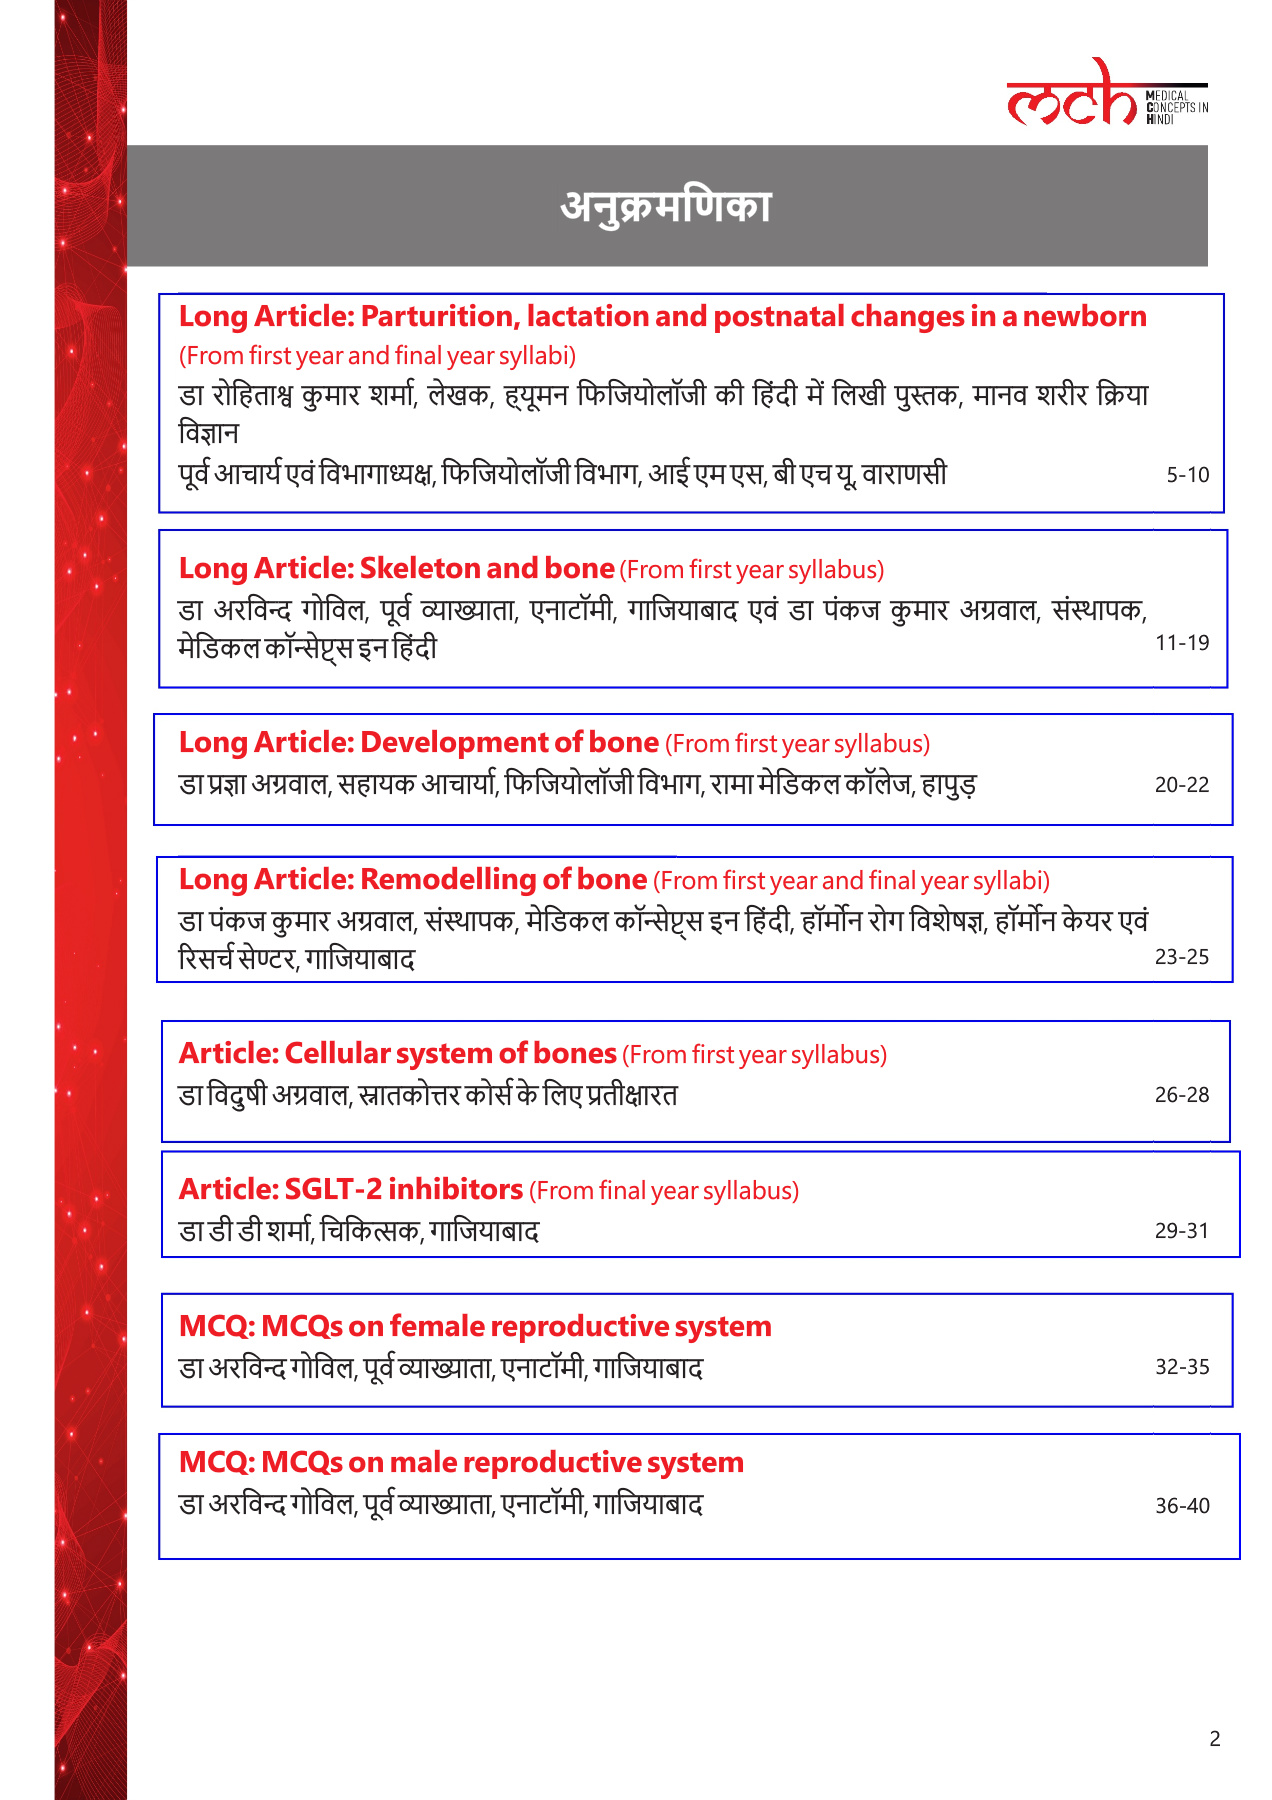 mch MEDICAL CONCEPTS IN HINDI
अनुक्रमणिका
Long Article: Parturition, lactation and postnatal changes in a newborn
(From first year and final year syllabi)
डा रोहिताश्व कुमार शर्मा, लेखक, ह्यूमन फिजियोलॉजी की हिंदी में लिखी पुस्तक, मानव शरीर क्रिया
विज्ञान
पूर्व आचार्य एवं विभागाध्यक्ष, फिजियोलॉजी विभाग, आई एम एस, बी एच यू, वाराणसी 5-10
Long Article: Skeleton and bone (From first year syllabus)
डा अरविन्द गोविल, पूर्व व्याख्याता, एनाटॉमी, गाजियाबाद एवं डा पंकज कुमार अग्रवाल, संस्थापक,
मेडिकल कॉन्सेप्ट्स इन हिंदी 11-19
Long Article: Development of bone (From first year syllabus)
डा प्रज्ञा अग्रवाल, सहायक आचार्या, फिजियोलॉजी विभाग, रामा मेडिकल कॉलेज, हापुड़ 20-22
Long Article: Remodelling of bone (From first year and final year syllabi)
डा पंकज कुमार अग्रवाल, संस्थापक, मेडिकल कॉन्सेप्ट्स इन हिंदी, हॉर्मोन रोग विशेषज्ञ, हॉर्मोन केयर एवं
रिसर्च सेण्टर, गाजियाबाद 23-25
Article: Cellular system of bones (From first year syllabus)
डा विदुषी अग्रवाल, स्नातकोत्तर कोर्स के लिए प्रतीक्षारत 26-28
Article: SGLT-2 inhibitors (From final year syllabus)
डा डी डी शर्मा, चिकित्सक, गाजियाबाद 29-31
MCQ: MCQs on female reproductive system
डा अरविन्द गोविल, पूर्व व्याख्याता, एनाटॉमी, गाजियाबाद 32-35
MCQ: MCQs on male reproductive system
डा अरविन्द गोविल, पूर्व व्याख्याता, एनाटॉमी, गाजियाबाद 36-40
2